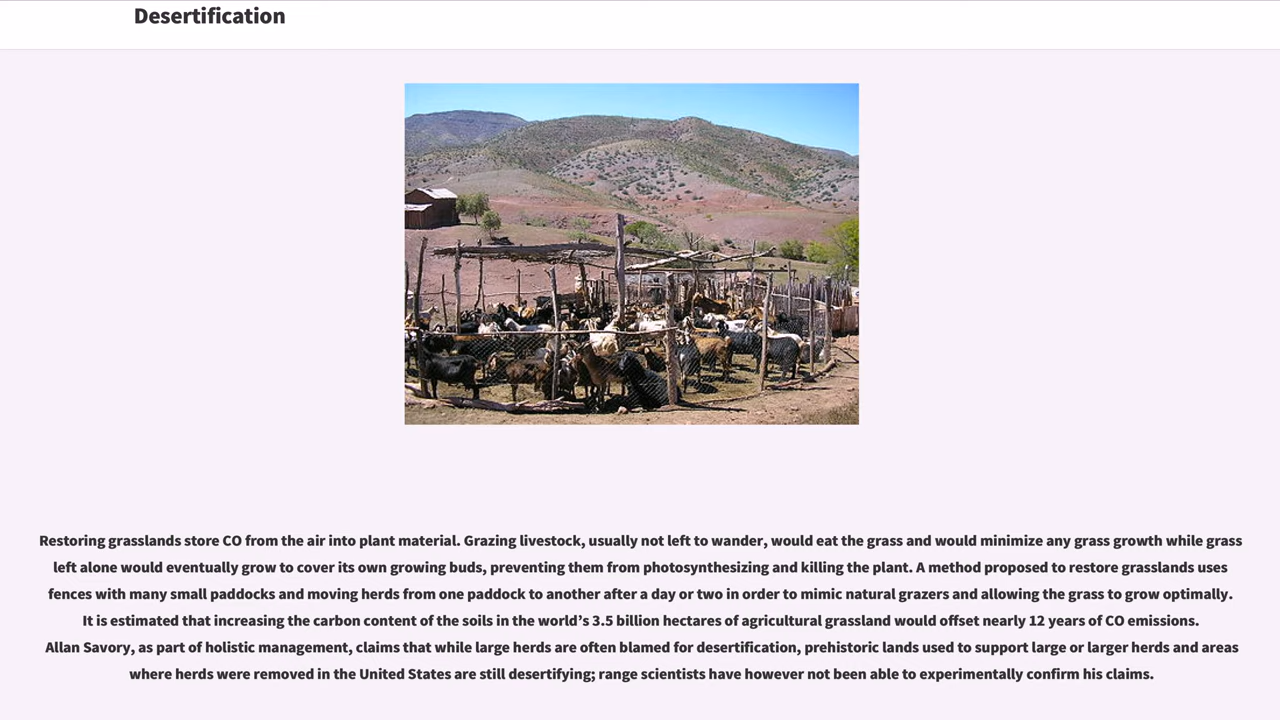 Desertification
Restoring grasslands store CO from the air into plant material. Grazing livestock, usually not left to wander, would eat the grass and would minimize any grass growth while grass
left alone would eventually grow to cover its own growing buds, preventing them from photosynthesizing and killing the plant. A method proposed to restore grasslands uses
fences with many small paddocks and moving herds from one paddock to another after a day or two in order to mimic natural grazers and allowing the grass to grow optimally.
It is estimated that increasing the carbon content of the soils in the world’s 3.5 billion hectares of agricultural grassland would offset nearly 12 years of CO emissions.
Allan Savory, as part of holistic management, claims that while large herds are often blamed for desertification, prehistoric lands used to support large or larger herds and areas
where herds were removed in the United States are still desertifying; range scientists have however not been able to experimentally confirm his claims.